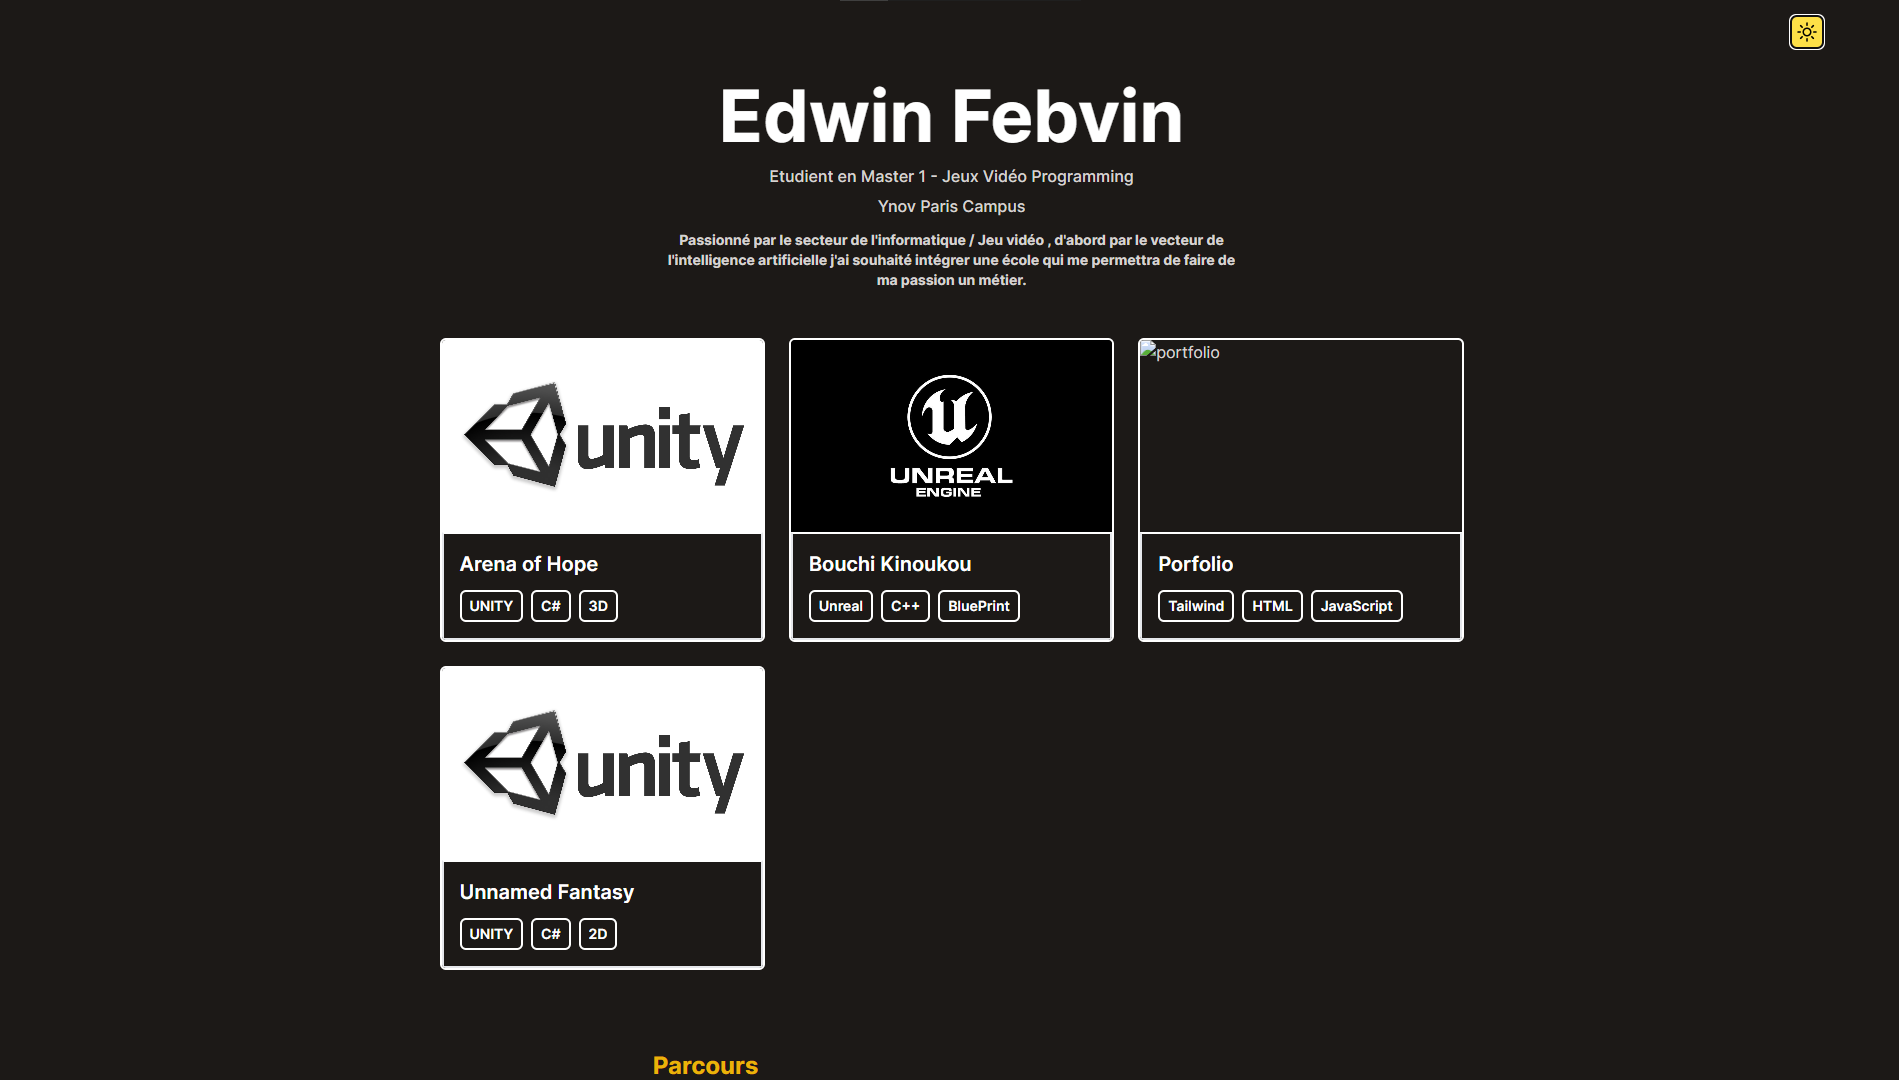 Edwin Febvin
Etudient en Master 1 - Jeux Vidéo Programming
Ynov Paris Campus
Passionné par le secteur de l'informatique / Jeu vidéo , d'abord par le vecteur de
l'intelligence artificielle j'ai souhaité intégrer une école qui me permettra de faire de
ma passion un métier.
unity
Arena of Hope
UNITY C# 3D
UNREAL
ENGINE
Bouchi Kinoukou
Unreal C++ BluePrint
portfolio
Porfolio
Tailwind HTML JavaScript
unity
Unnamed Fantasy
UNITY C# 2D
Parcours